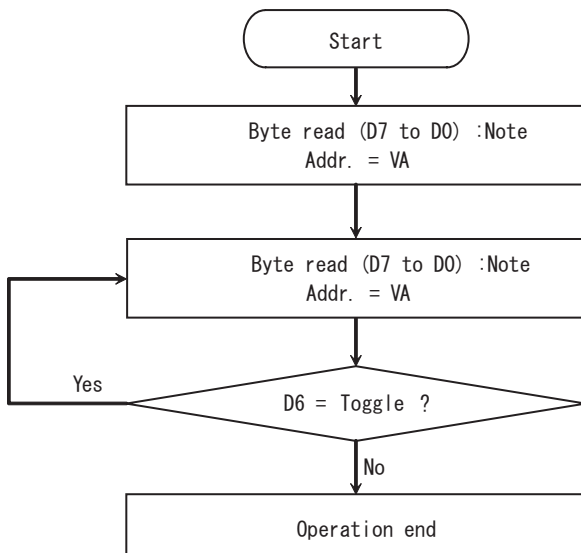 Start
Byte read (D7 to D0) :Note
Addr. = VA
Byte read (D7 to D0) :Note
Addr. = VA
Yes
D6 = Toggle ?
No
Operation end